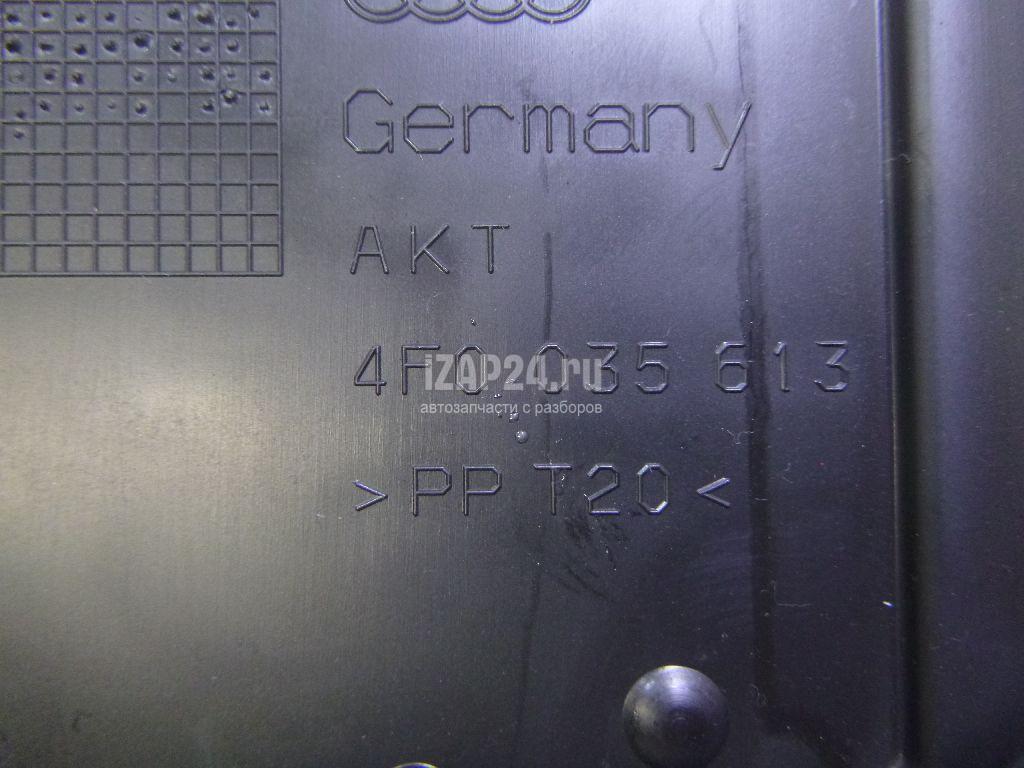 Germany
AKT
4F0 035 613
iZAP24.ru
автозапчасти с разборов
>PP T20<